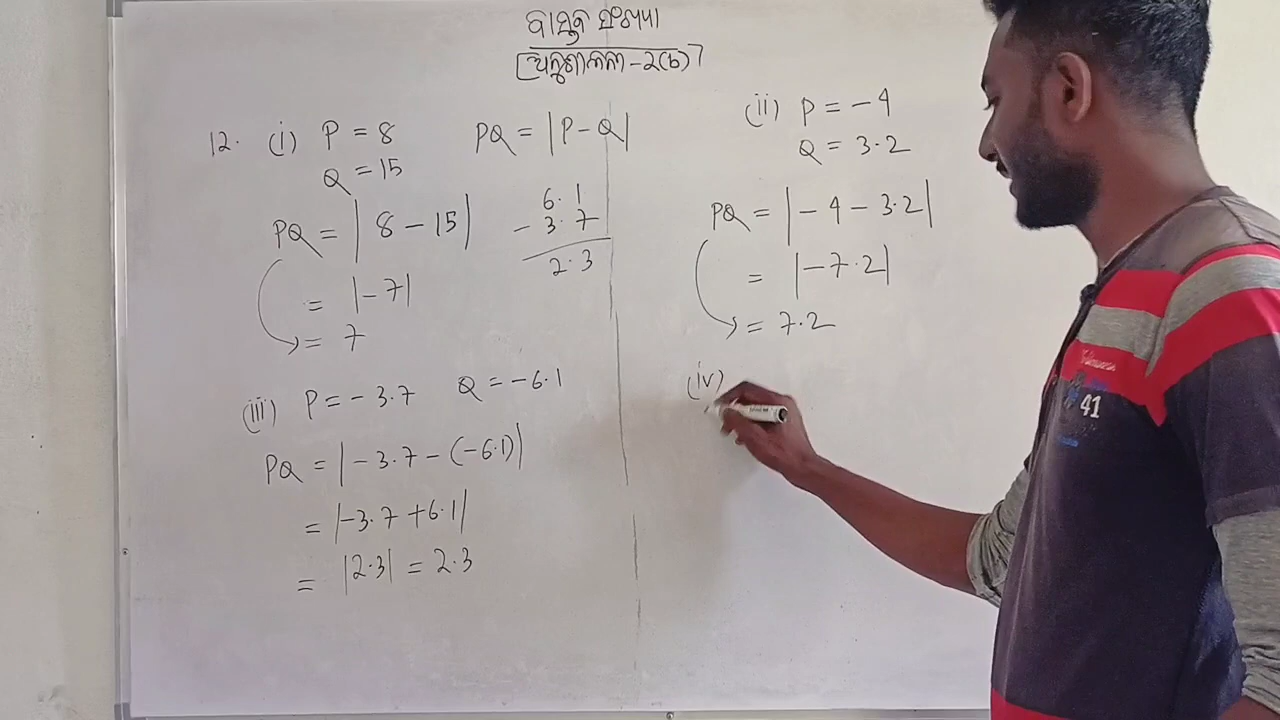 ବାସ୍ତବ ସଂଖ୍ୟା
[ଅନୁଶୀଳନୀ - 2(b)]
12. (i) P = 8
Q = 15
PQ = |P - Q|
PQ = |8 - 15|
= |-7|
= 7
6.1
- 3.7
2.3
(ii) P = -4
Q = 3.2
PQ = |-4 - 3.2|
= |-7.2|
= 7.2
(iii) P = -3.7 Q = -6.1
PQ = |-3.7 - (-6.1)|
= |-3.7 + 6.1|
= |2.3| = 2.3
(iv)
41